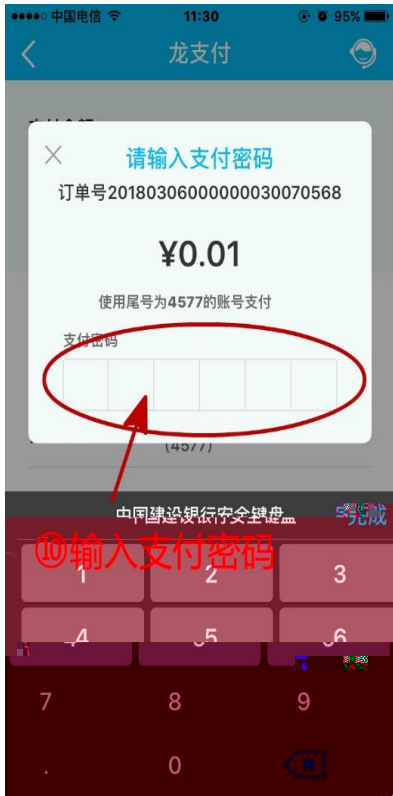 中国电信 11:30 95%
龙支付
请输入支付密码
订单号20180306000000030070568
¥0.01
使用尾号为4577的账号支付
支付密码
(4577)
中国建设银行安全键盘 完成
⑩输入支付密码
1 2 3
4 5 6
7 8 9
. 0